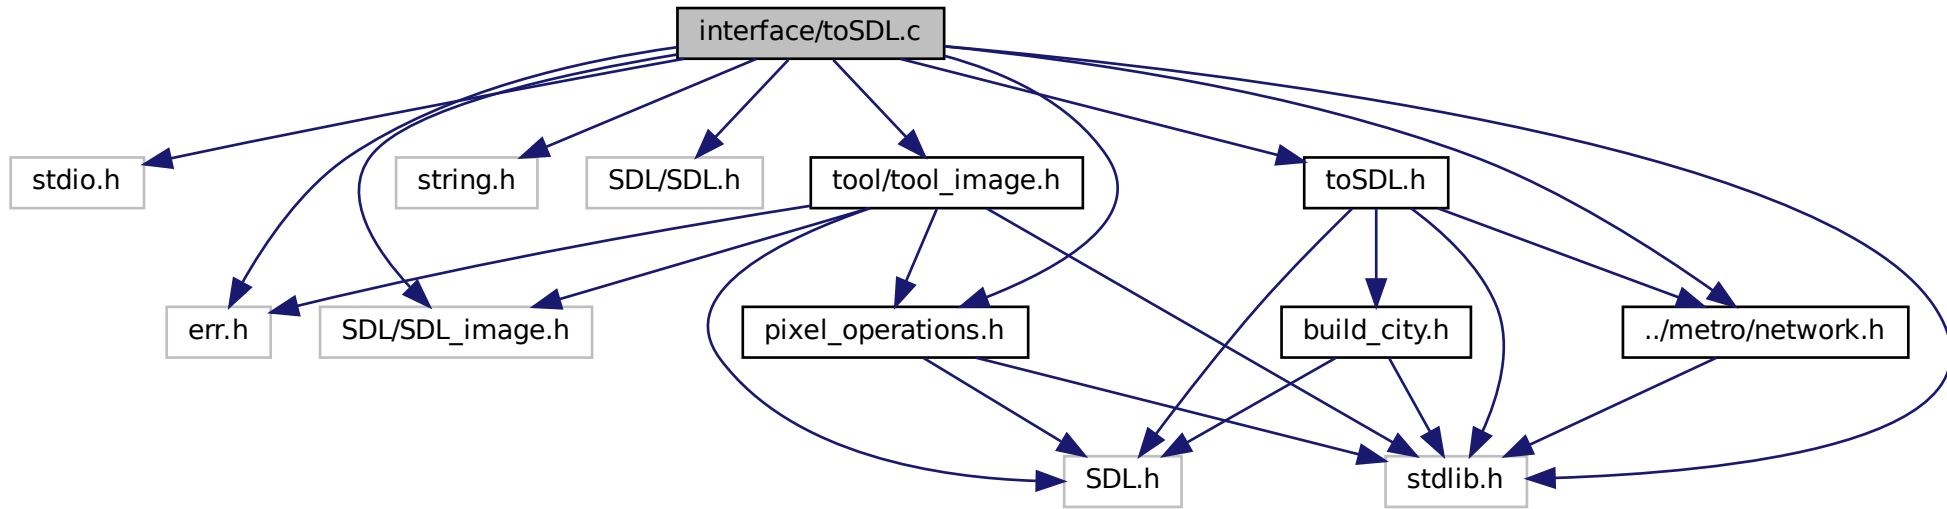 interface/toSDL.c
stdio.h
string.h
SDL/SDL.h
tool/tool_image.h
toSDL.h
err.h
SDL/SDL_image.h
pixel_operations.h
build_city.h
../metro/network.h
SDL.h
stdlib.h